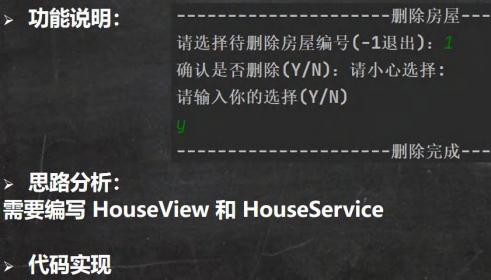 ➢ 功能说明：
---------------------删除房屋---
请选择待删除房屋编号(-1退出)：1
确认是否删除(Y/N)：请小心选择：
请输入你的选择(Y/N)
y
---------------------删除完成---
➢ 思路分析：
需要编写 HouseView 和 HouseService
➢ 代码实现